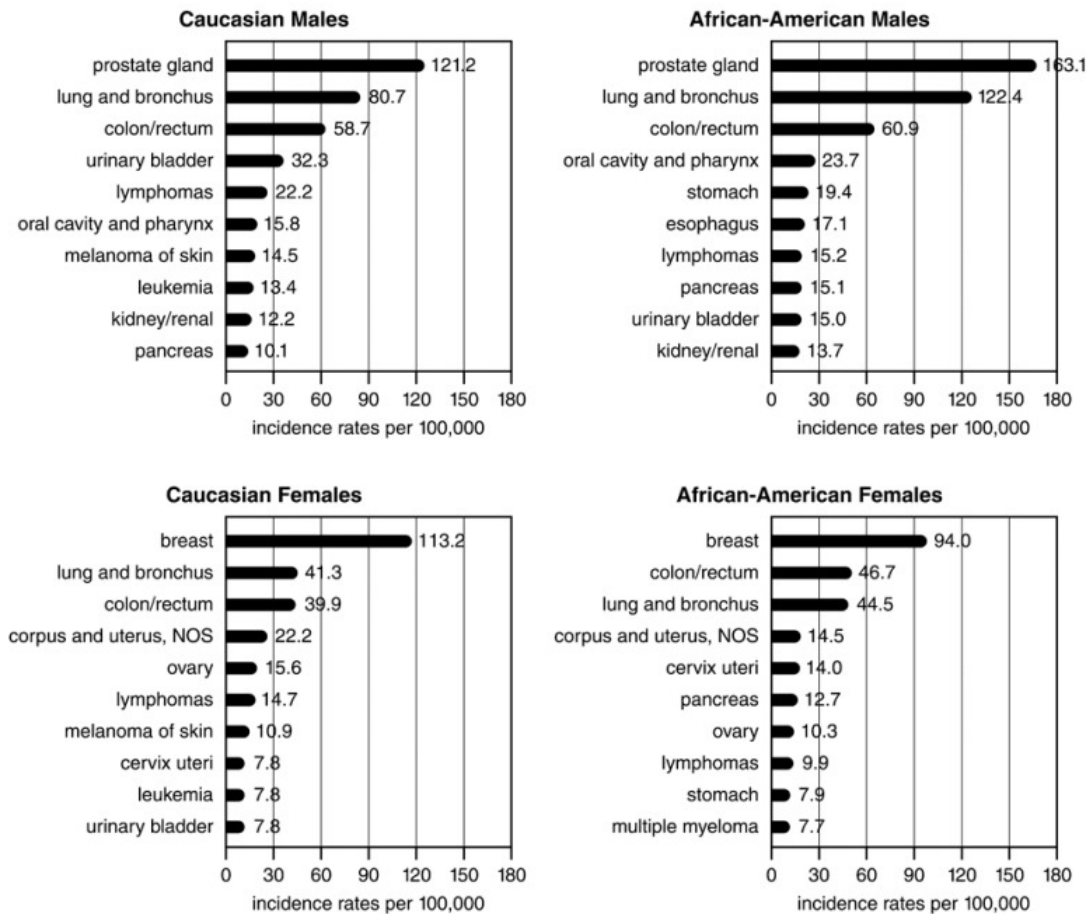 Caucasian Males
prostate gland 121.2
lung and bronchus 80.7
colon/rectum 58.7
urinary bladder 32.3
lymphomas 22.2
oral cavity and pharynx 15.8
melanoma of skin 14.5
leukemia 13.4
kidney/renal 12.2
pancreas 10.1
0 30 60 90 120 150 180
incidence rates per 100,000
African-American Males
prostate gland 163.1
lung and bronchus 122.4
colon/rectum 60.9
oral cavity and pharynx 23.7
stomach 19.4
esophagus 17.1
lymphomas 15.2
pancreas 15.1
urinary bladder 15.0
kidney/renal 13.7
0 30 60 90 120 150 180
incidence rates per 100,000
Caucasian Females
breast 113.2
lung and bronchus 41.3
colon/rectum 39.9
corpus and uterus, NOS 22.2
ovary 15.6
lymphomas 14.7
melanoma of skin 10.9
cervix uteri 7.8
leukemia 7.8
urinary bladder 7.8
0 30 60 90 120 150 180
incidence rates per 100,000
African-American Females
breast 94.0
colon/rectum 46.7
lung and bronchus 44.5
corpus and uterus, NOS 14.5
cervix uteri 14.0
pancreas 12.7
ovary 10.3
lymphomas 9.9
stomach 7.9
multiple myeloma 7.7
0 30 60 90 120 150 180
incidence rates per 100,000